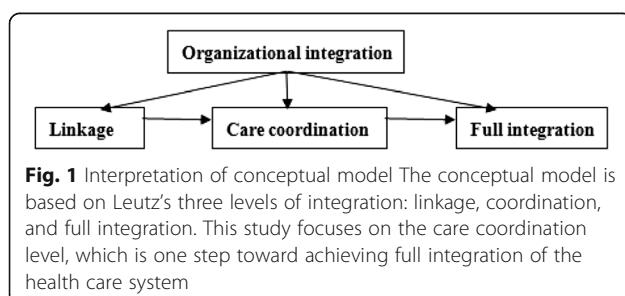 Organizational integration
Linkage
Care coordination
Full integration
Fig. 1 Interpretation of conceptual model The conceptual model is
based on Leutz's three levels of integration: linkage, coordination,
and full integration. This study focuses on the care coordination
level, which is one step toward achieving full integration of the
health care system